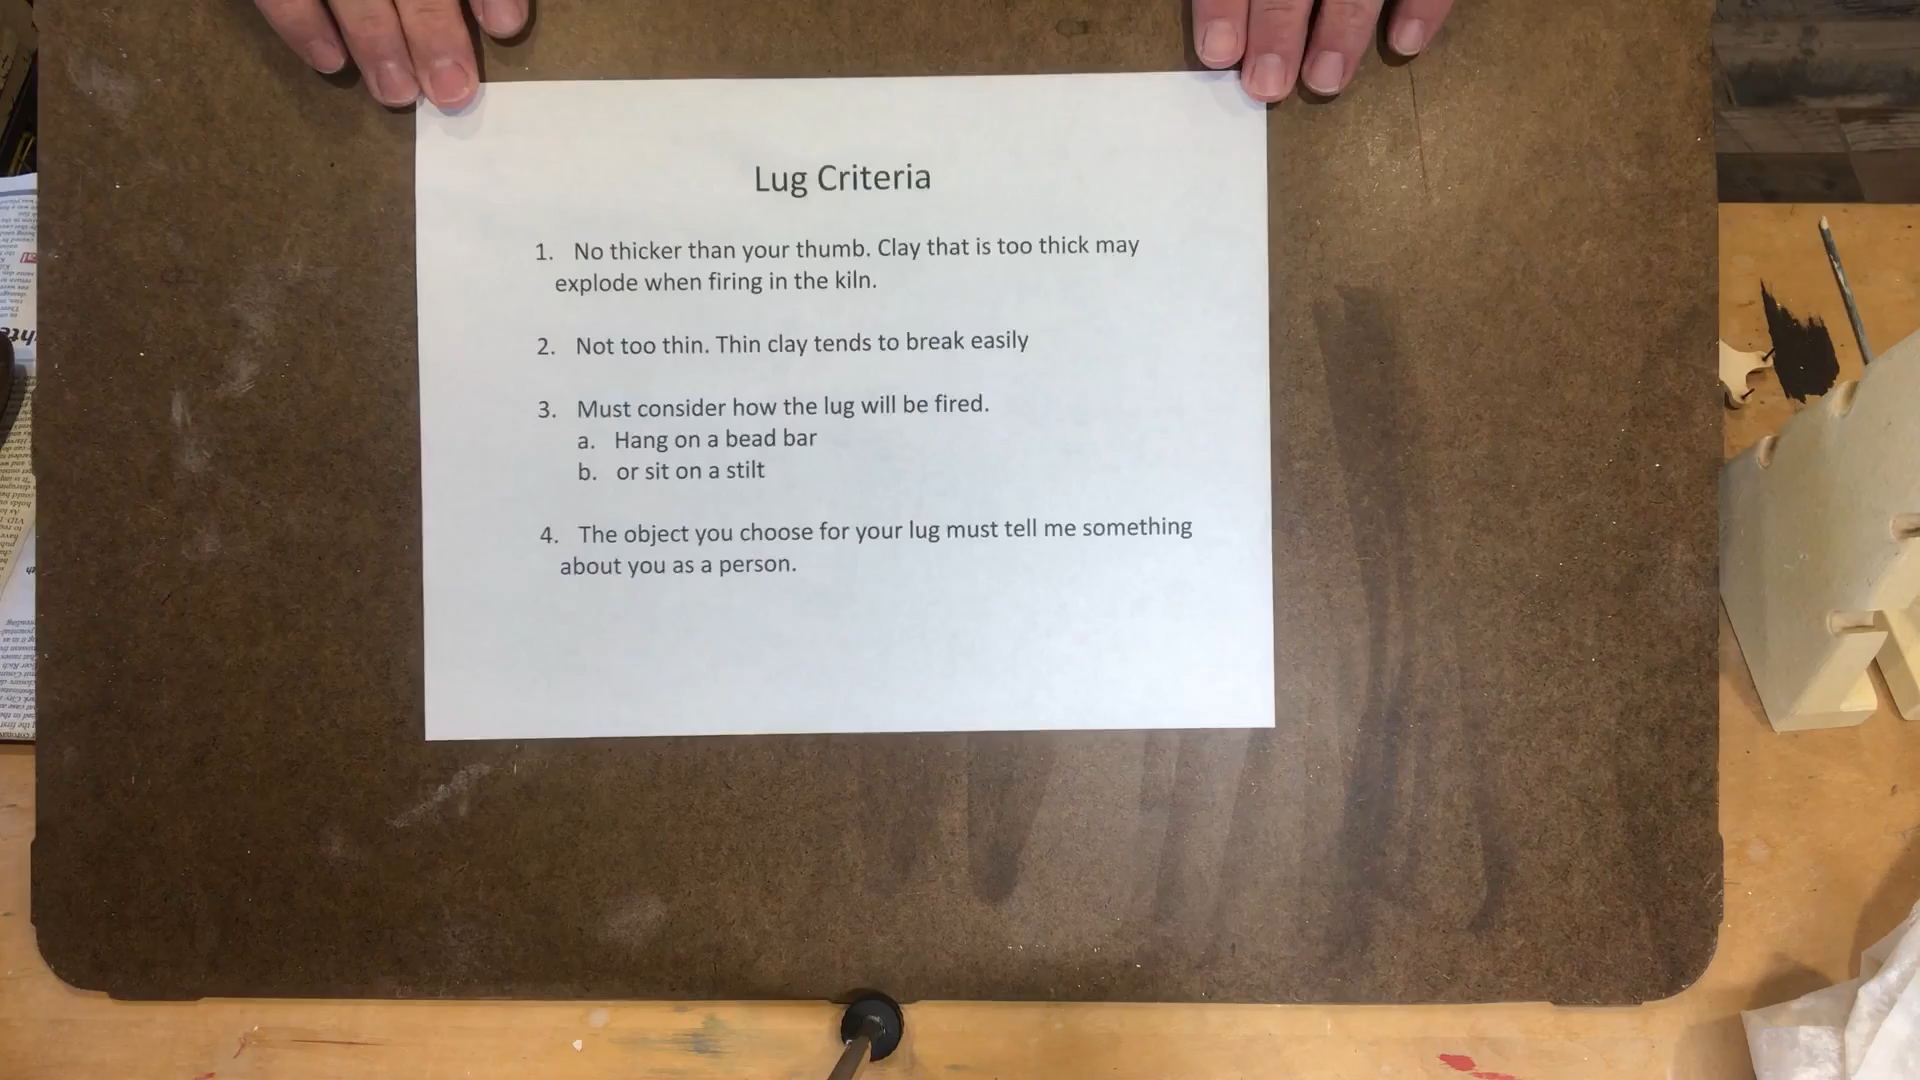 Lug Criteria
1. No thicker than your thumb. Clay that is too thick may
explode when firing in the kiln.
2. Not too thin. Thin clay tends to break easily
3. Must consider how the lug will be fired.
a. Hang on a bead bar
b. or sit on a stilt
4. The object you choose for your lug must tell me something
about you as a person.